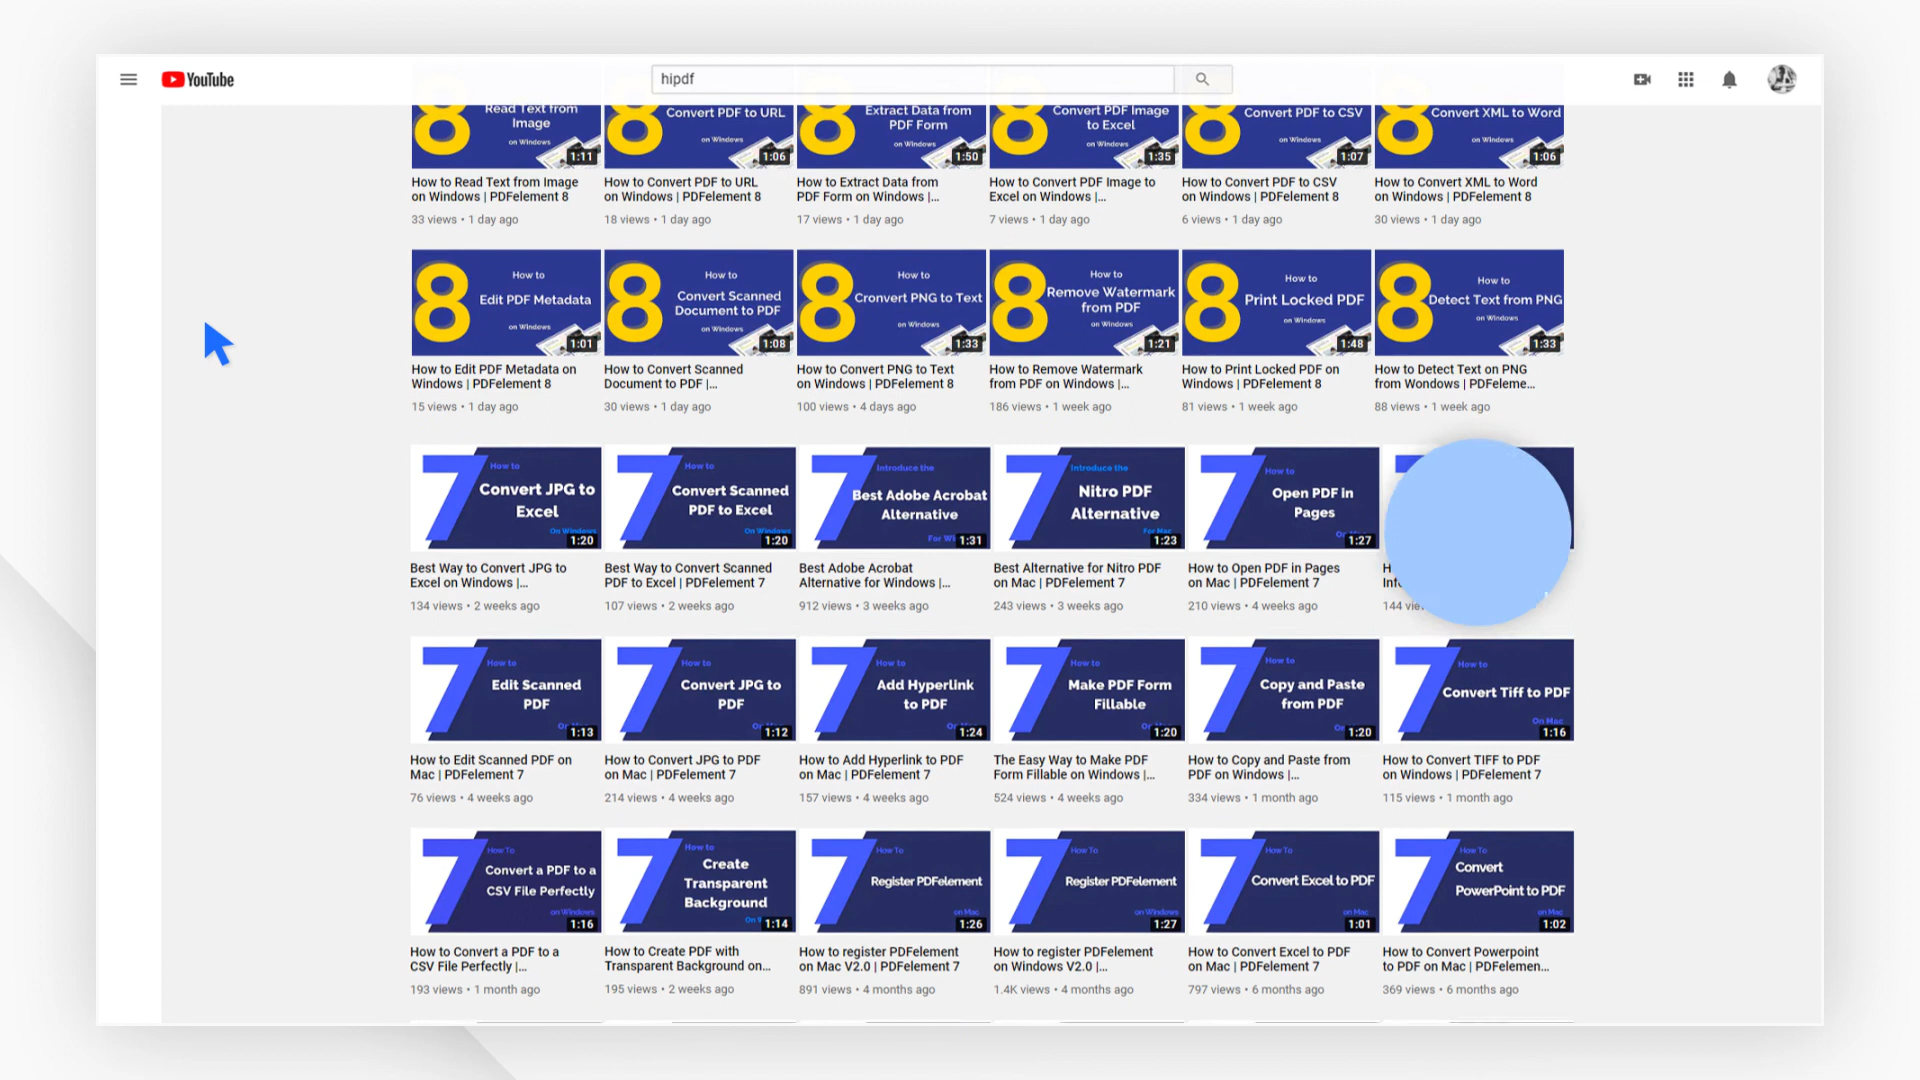 YouTube
hipdf
Read Text from
Image
on Windows
1:11
Convert PDF to URL
on Windows
1:06
Extract Data from
PDF Form
on Windows
1:50
Convert PDF Image
to Excel
on Windows
1:35
Convert PDF to CSV
on Windows
1:07
Convert XML to Word
on Windows
1:06
How to Read Text from Image
on Windows | PDFelement 8
33 views • 1 day ago
How to Convert PDF to URL
on Windows | PDFelement 8
18 views • 1 day ago
How to Extract Data from
PDF Form on Windows |...
17 views • 1 day ago
How to Convert PDF Image to
Excel on Windows |...
7 views • 1 day ago
How to Convert PDF to CSV
on Windows | PDFelement 8
6 views • 1 day ago
How to Convert XML to Word
on Windows | PDFelement 8
30 views • 1 day ago
8
How to
Edit PDF Metadata
on Windows
1:01
8
How to
Convert Scanned
Document to PDF
on Windows
1:08
8
How to
Cronvert PNG to Text
on Windows
1:33
8
How to
Remove Watermark
from PDF
on Windows
1:21
8
How to
Print Locked PDF
on Windows
1:48
8
How to
Detect Text from PNG
on Windows
1:33
How to Edit PDF Metadata on
Windows | PDFelement 8
15 views • 1 day ago
How to Convert Scanned
Document to PDF |...
30 views • 1 day ago
How to Convert PNG to Text
on Windows | PDFelement 8
100 views • 4 days ago
How to Remove Watermark
from PDF on Windows |...
186 views • 1 week ago
How to Print Locked PDF on
Windows | PDFelement 8
81 views • 1 week ago
How to Detect Text on PNG
from Wondows | PDFeleme...
88 views • 1 week ago
7
How to
Convert JPG to
Excel
On Windows
1:20
7
How to
Convert Scanned
PDF to Excel
On Windows
1:20
7
Introduce the
Best Adobe Acrobat
Alternative
For Wi
1:31
7
Introduce the
Nitro PDF
Alternative
For Mac
1:23
7
How to
Open PDF in
Pages
1:27
Best Way to Convert JPG to
Excel on Windows |...
134 views • 2 weeks ago
Best Way to Convert Scanned
PDF to Excel | PDFelement 7
107 views • 2 weeks ago
Best Adobe Acrobat
Alternative for Windows |...
912 views • 3 weeks ago
Best Alternative for Nitro PDF
on Mac | PDFelement 7
243 views • 3 weeks ago
How to Open PDF in Pages
on Mac | PDFelement 7
210 views • 4 weeks ago
144
7
How to
Edit Scanned
PDF
1:13
7
How to
Convert JPG to
PDF
1:12
7
How to
Add Hyperlink
to PDF
1:24
7
How to
Make PDF Form
Fillable
1:20
7
How to
Copy and Paste
from PDF
1:20
7
How to
Convert Tiff to PDF
On Mac
1:16
How to Edit Scanned PDF on
Mac | PDFelement 7
76 views • 4 weeks ago
How to Convert JPG to PDF
on Mac | PDFelement 7
214 views • 4 weeks ago
How to Add Hyperlink to PDF
on Mac | PDFelement 7
157 views • 4 weeks ago
The Easy Way to Make PDF
Form Fillable on Windows |...
524 views • 4 weeks ago
How to Copy and Paste from
PDF on Windows |...
334 views • 1 month ago
How to Convert TIFF to PDF
on Windows | PDFelement 7
115 views • 1 month ago
7
How To
Convert a PDF to a
CSV File Perfectly
on Windows
1:16
7
How to
Create
Transparent
Background
1:14
7
How To
Register PDFelement
on Mac
1:26
7
How To
Register PDFelement
on Windows
1:27
7
How To
Convert Excel to PDF
on Mac
1:01
7
How To
Convert
PowerPoint to PDF
on Mac
1:02
How to Convert a PDF to a
CSV File Perfectly |...
193 views • 1 month ago
How to Create PDF with
Transparent Background on...
195 views • 2 weeks ago
How to register PDFelement
on Mac V2.0 | PDFelement 7
891 views • 4 months ago
How to register PDFelement
on Windows V2.0 |...
1.4K views • 4 months ago
How to Convert Excel to PDF
on Mac | PDFelement 7
797 views • 6 months ago
How to Convert Powerpoint
to PDF on Mac | PDFelemen...
369 views • 6 months ago